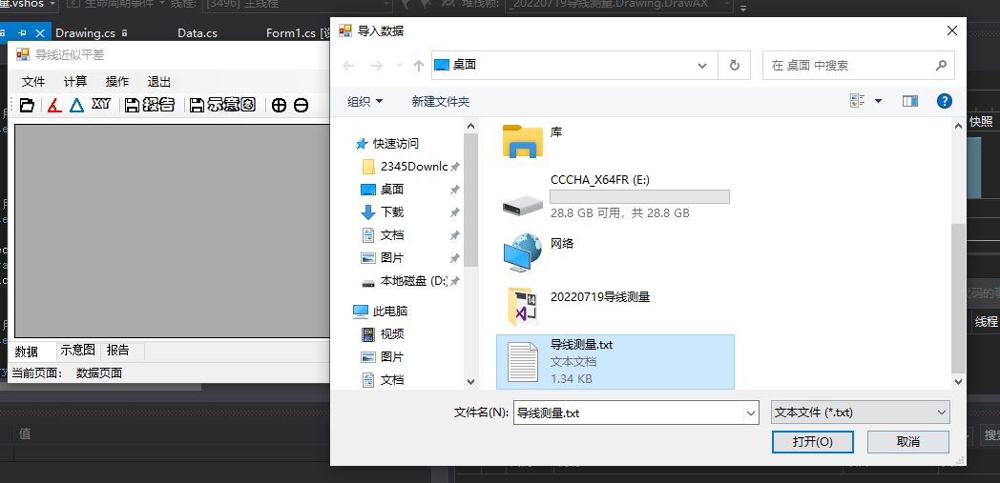 量.vshos
生命周期事件
线程:
[3496] 主线程
堆栈帧:
_20220719导线测量.Drawing.DrawAX
Drawing.cs
Data.cs
Form1.cs [设
导线近似平差
文件
计算
操作
退出
XY
报告
示意图
数据
示意图
报告
当前页面:
数据页面
值
导入数据
桌面
在 桌面 中搜索
组织
新建文件夹
快速访问
2345Downlc
桌面
下载
文档
图片
本地磁盘 (D:)
此电脑
视频
图片
文档
库
CCCHA_X64FR (E:)
28.8 GB 可用，共 28.8 GB
网络
20220719导线测量
导线测量.txt
文本文档
1.34 KB
文件名(N):
导线测量.txt
文本文件 (*.txt)
打开(O)
取消
快照
代码的
线程
搜索